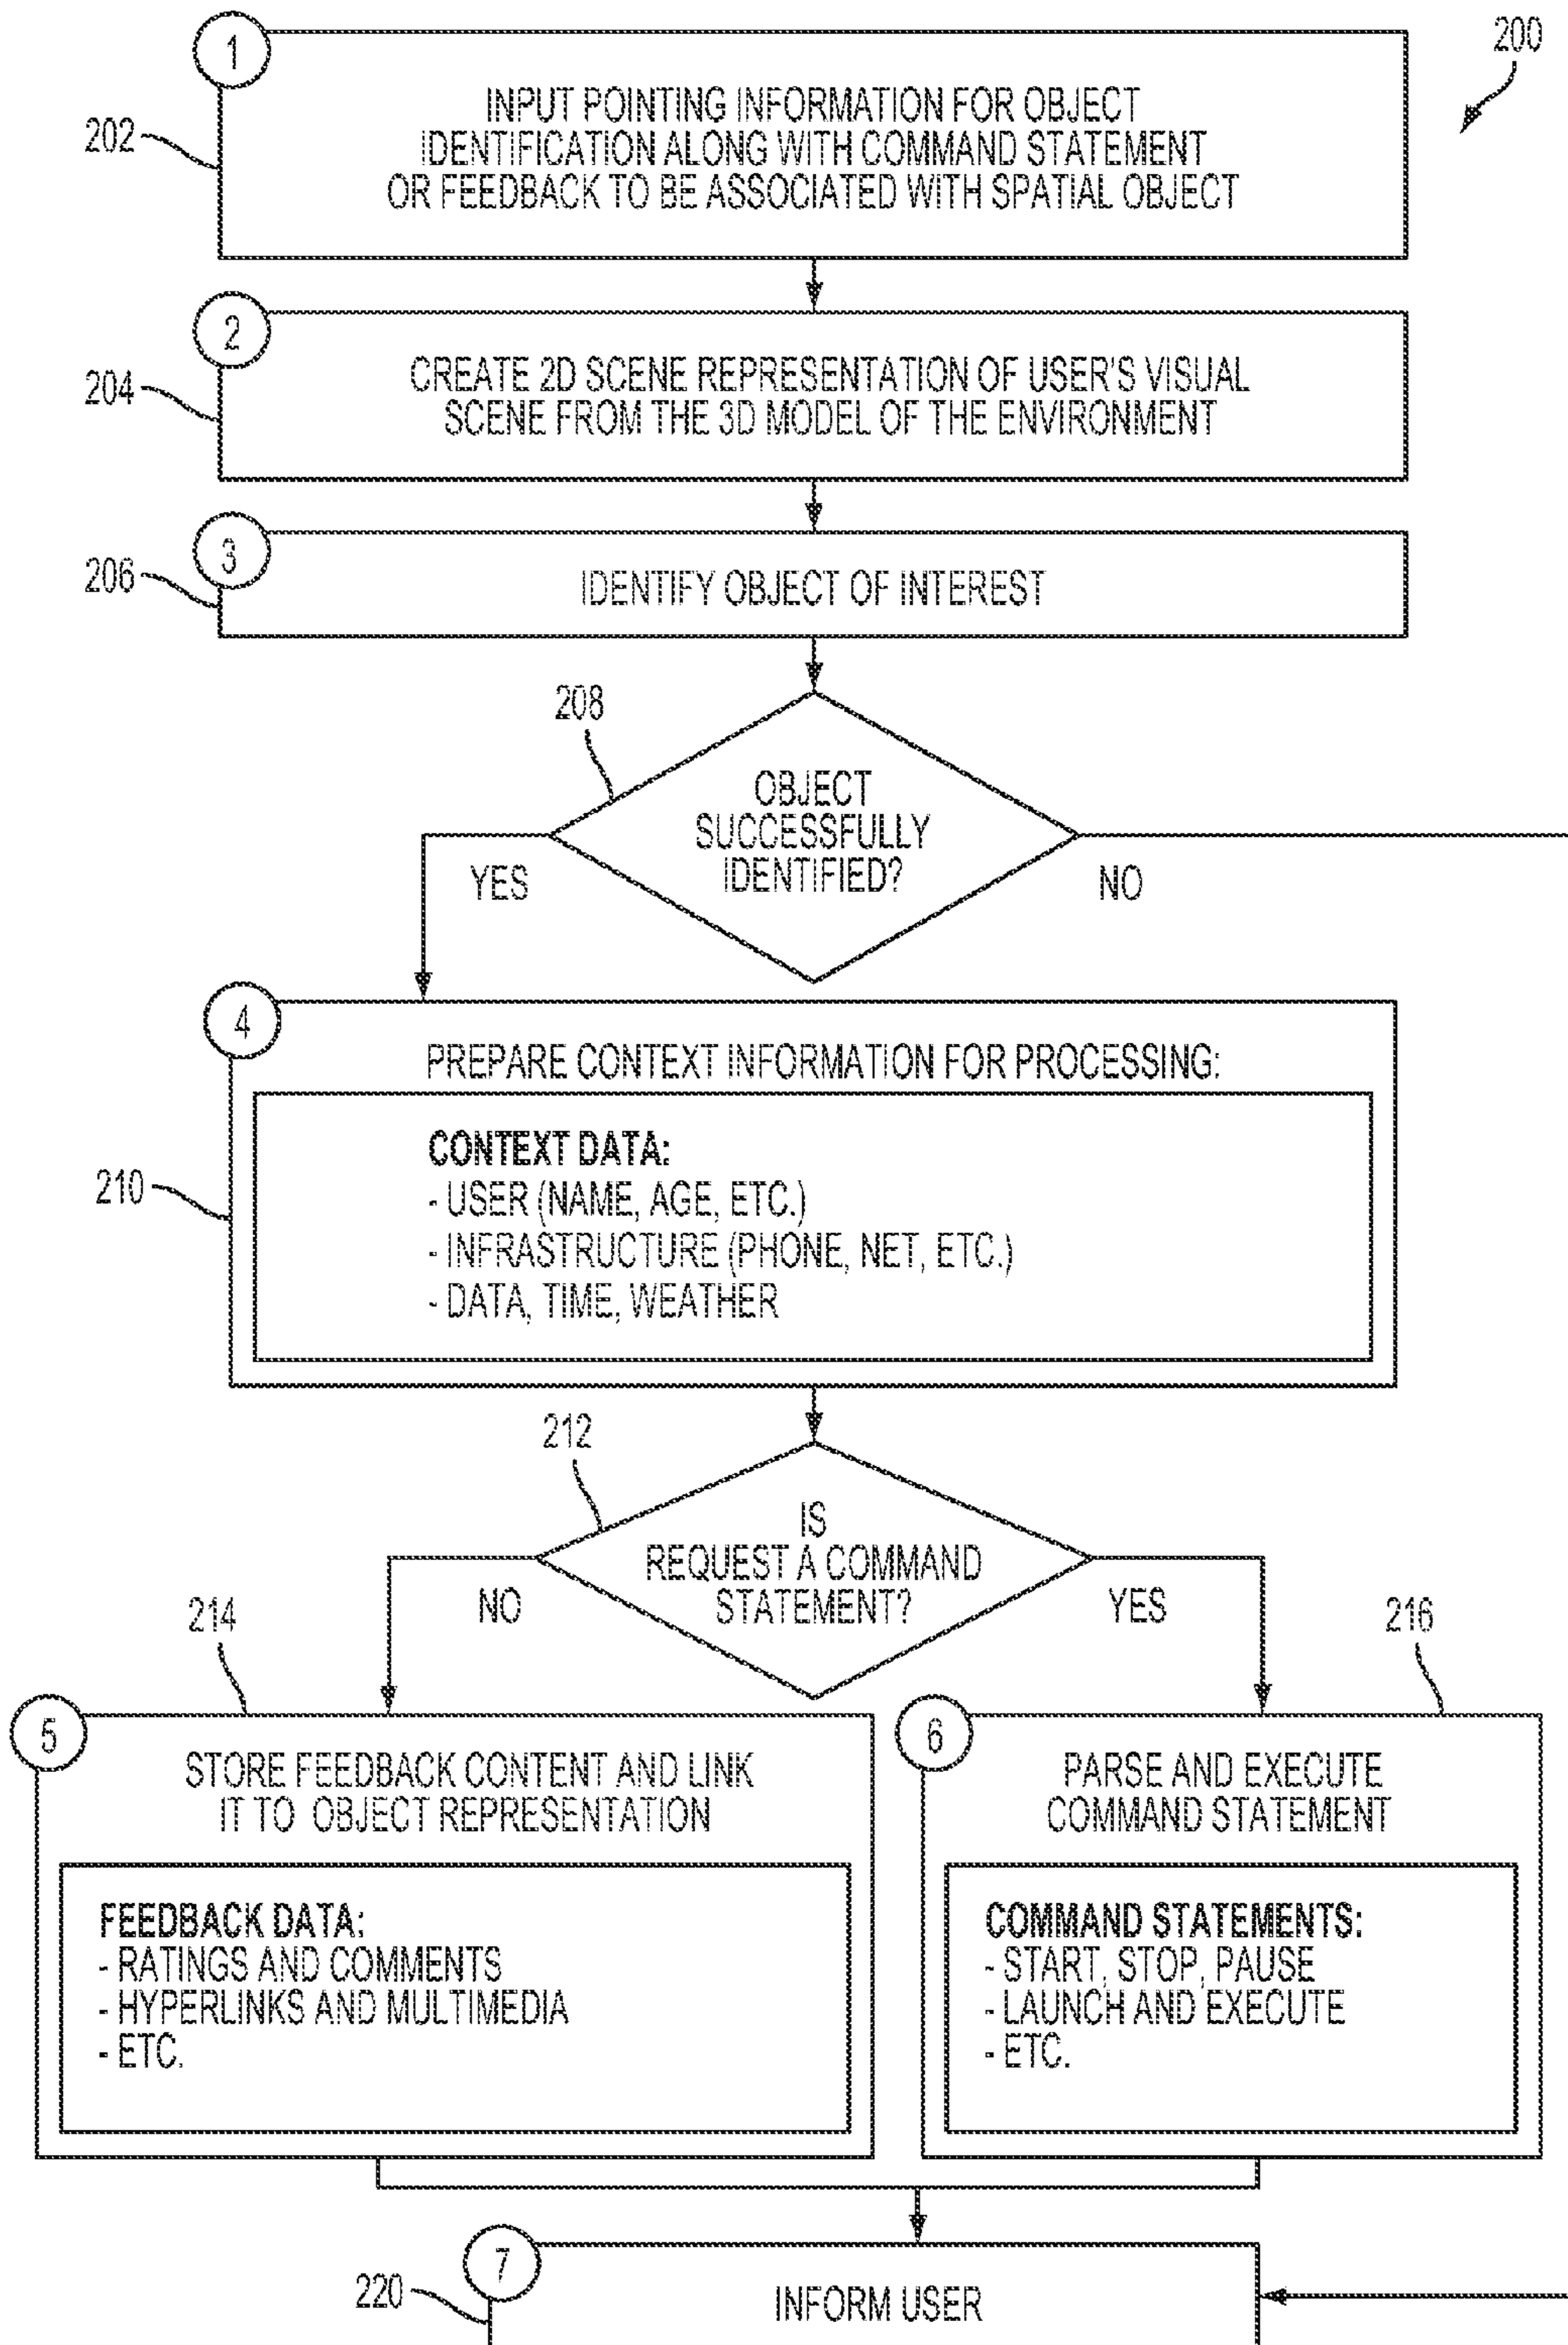 200
1
202
INPUT POINTING INFORMATION FOR OBJECT
IDENTIFICATION ALONG WITH COMMAND STATEMENT
OR FEEDBACK TO BE ASSOCIATED WITH SPATIAL OBJECT
2
204
CREATE 2D SCENE REPRESENTATION OF USER'S VISUAL
SCENE FROM THE 3D MODEL OF THE ENVIRONMENT
3
206
IDENTIFY OBJECT OF INTEREST
208
OBJECT
SUCCESSFULLY
IDENTIFIED?
YES
NO
4
PREPARE CONTEXT INFORMATION FOR PROCESSING:
210
CONTEXT DATA:
- USER (NAME, AGE, ETC.)
- INFRASTRUCTURE (PHONE, NET, ETC.)
- DATA, TIME, WEATHER
212
IS
REQUEST A COMMAND
STATEMENT?
NO
YES
214
5
STORE FEEDBACK CONTENT AND LINK
IT TO OBJECT REPRESENTATION
FEEDBACK DATA:
- RATINGS AND COMMENTS
- HYPERLINKS AND MULTIMEDIA
- ETC.
216
6
PARSE AND EXECUTE
COMMAND STATEMENT
COMMAND STATEMENTS:
- START, STOP, PAUSE
- LAUNCH AND EXECUTE
- ETC.
7
220
INFORM USER